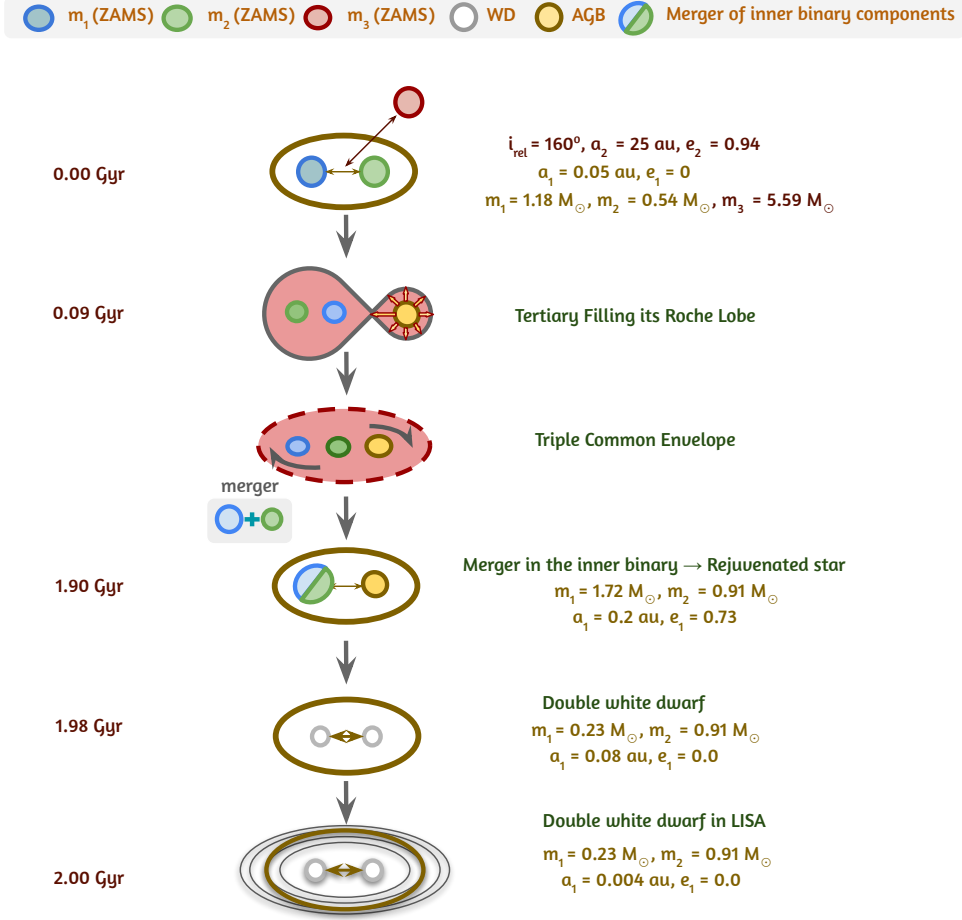 m₁ (ZAMS) m₂ (ZAMS) m₃ (ZAMS) WD AGB Merger of inner binary components
0.00 Gyr
i_rel = 160º, a₂ = 25 au, e₂ = 0.94
a₁ = 0.05 au, e₁ = 0
m₁ = 1.18 M☉, m₂ = 0.54 M☉, m₃ = 5.59 M☉
0.09 Gyr
Tertiary Filling its Roche Lobe
Triple Common Envelope
merger
+
1.90 Gyr
Merger in the inner binary → Rejuvenated star
m₁ = 1.72 M☉, m₂ = 0.91 M☉
a₁ = 0.2 au, e₁ = 0.73
1.98 Gyr
Double white dwarf
m₁ = 0.23 M☉, m₂ = 0.91 M☉
a₁ = 0.08 au, e₁ = 0.0
2.00 Gyr
Double white dwarf in LISA
m₁ = 0.23 M☉, m₂ = 0.91 M☉
a₁ = 0.004 au, e₁ = 0.0